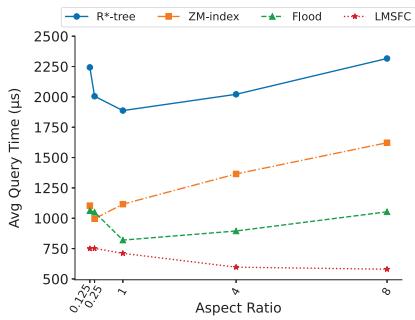 R*-tree ZM-index Flood LMSFC
2500
2250
2000
1750
1500
1250
1000
750
500
Avg Query Time (μs)
0.125 0.25 1 4 8
Aspect Ratio